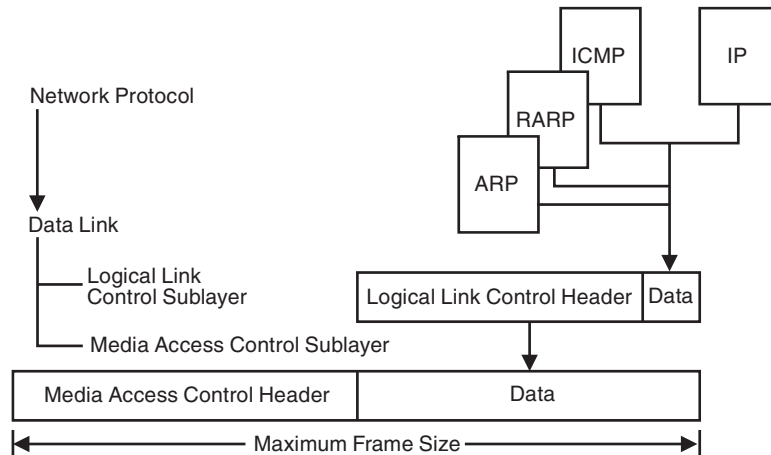 ICMP
IP
Network Protocol
RARP
ARP
Data Link
Logical Link
Control Sublayer
Logical Link Control Header
Data
Media Access Control Sublayer
Media Access Control Header
Data
Maximum Frame Size